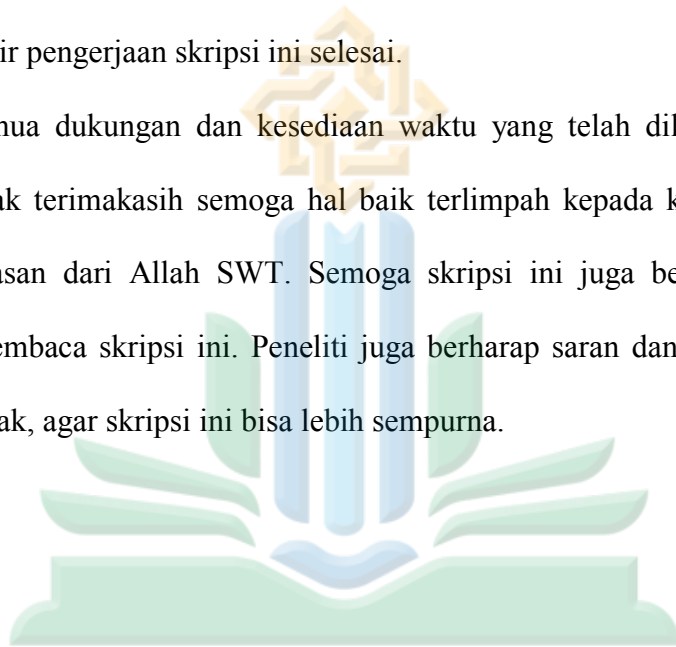 ir pengerjaan skripsi ini selesai.
nua dukungan dan kesediaan waktu yang telah dil
ak terimakasih semoga hal baik terlimpah kepada k
asan dari Allah SWT. Semoga skripsi ini juga be
embaca skripsi ini. Peneliti juga berharap saran dan
ak, agar skripsi ini bisa lebih sempurna.